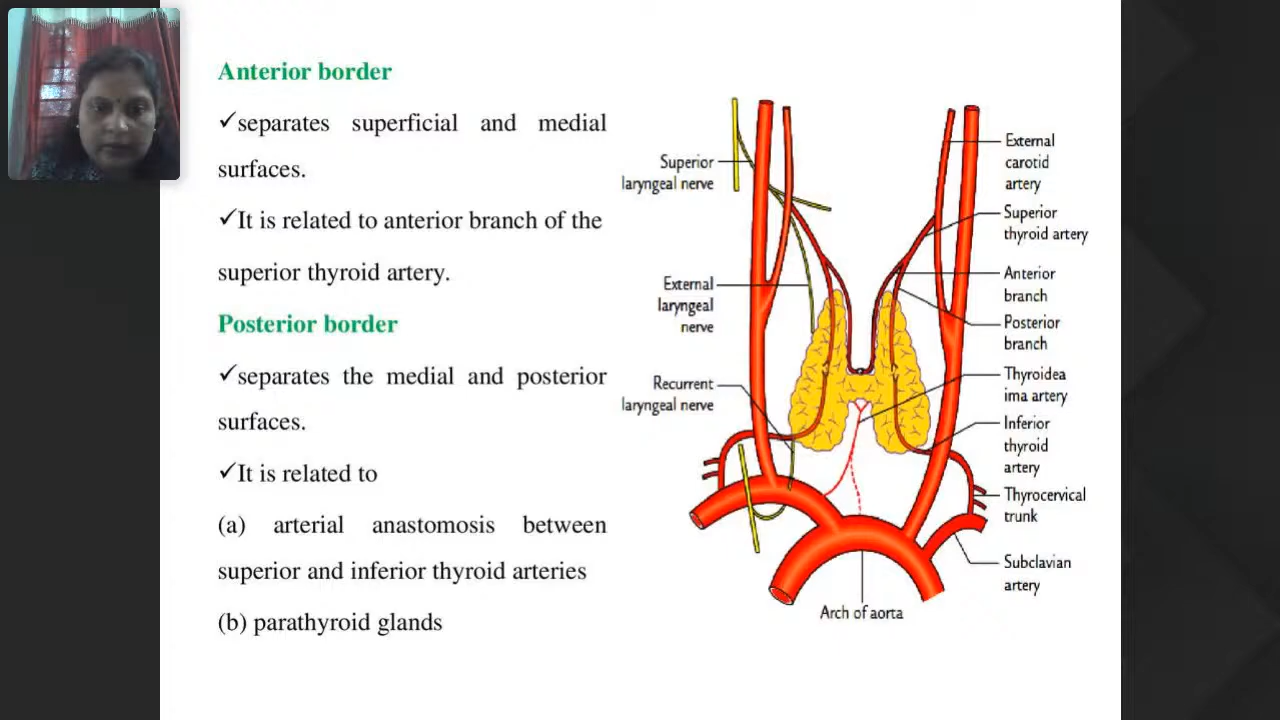 Anterior border
✓separates superficial and medial
surfaces.
✓It is related to anterior branch of the
superior thyroid artery.
Posterior border
✓separates the medial and posterior
surfaces.
✓It is related to
(a) arterial anastomosis between
superior and inferior thyroid arteries
(b) parathyroid glands
Superior
laryngeal nerve
External
laryngeal
nerve
Recurrent
laryngeal nerve
External
carotid
artery
Superior
thyroid artery
Anterior
branch
Posterior
branch
Thyroidea
ima artery
Inferior
thyroid
artery
Thyrocervical
trunk
Subclavian
artery
Arch of aorta